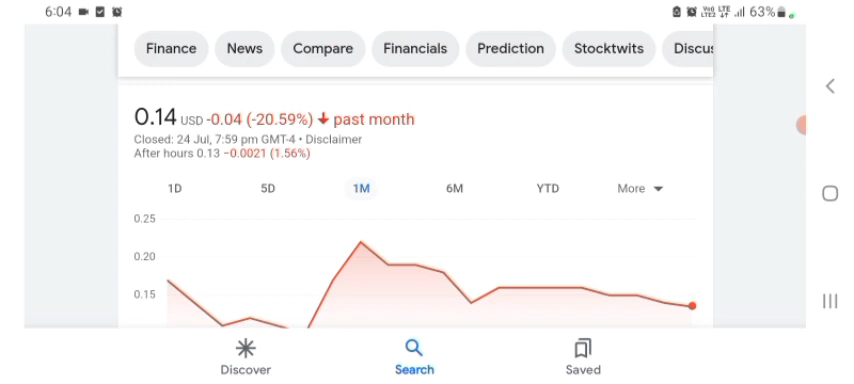 6:04 63%
Finance News Compare Financials Prediction Stocktwits Discus
0.14 USD -0.04 (-20.59%) past month
Closed: 24 Jul, 7:59 pm GMT-4 • Disclaimer
After hours 0.13 −0.0021 (1.56%)
1D 5D 1M 6M YTD More
0.25
0.20
0.15
Discover Search Saved